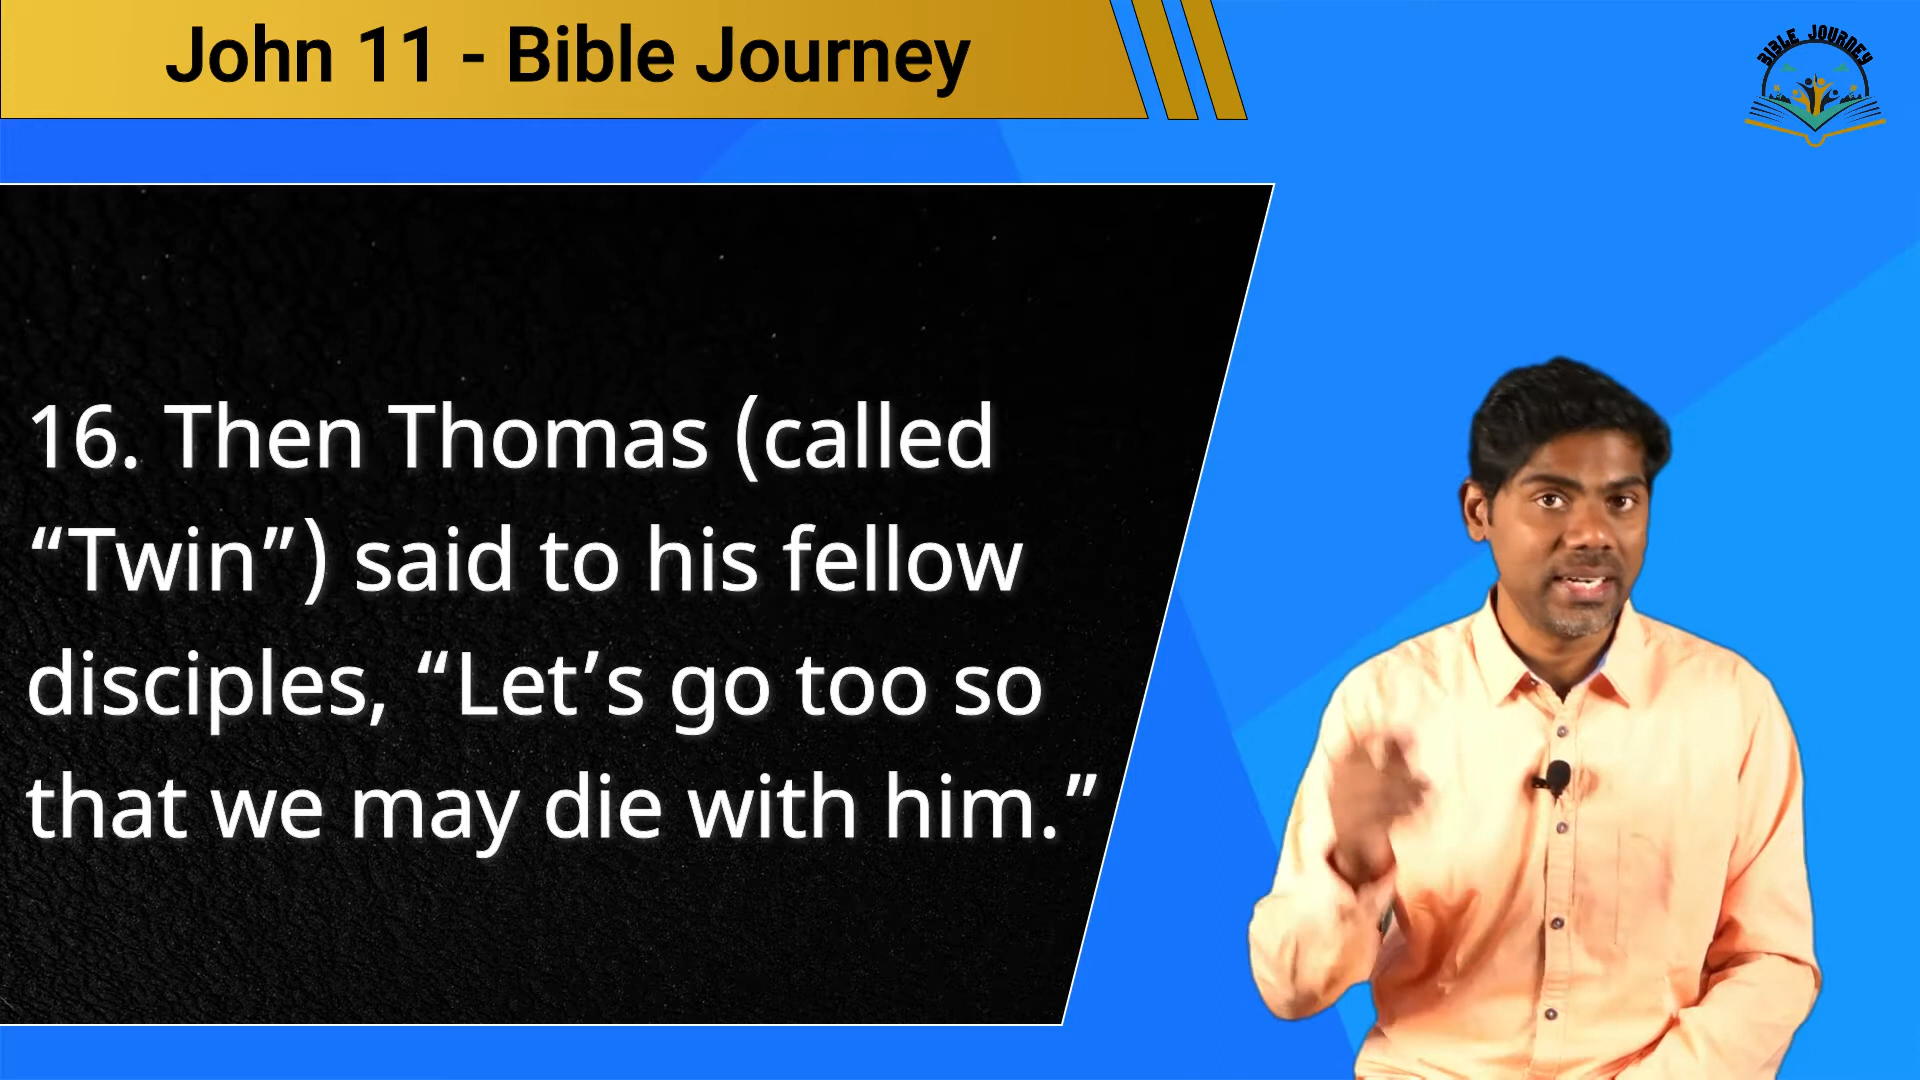 John 11 - Bible Journey
BIBLE JOURNEY
16. Then Thomas (called
“Twin”) said to his fellow
disciples, “Let’s go too so
that we may die with him.”